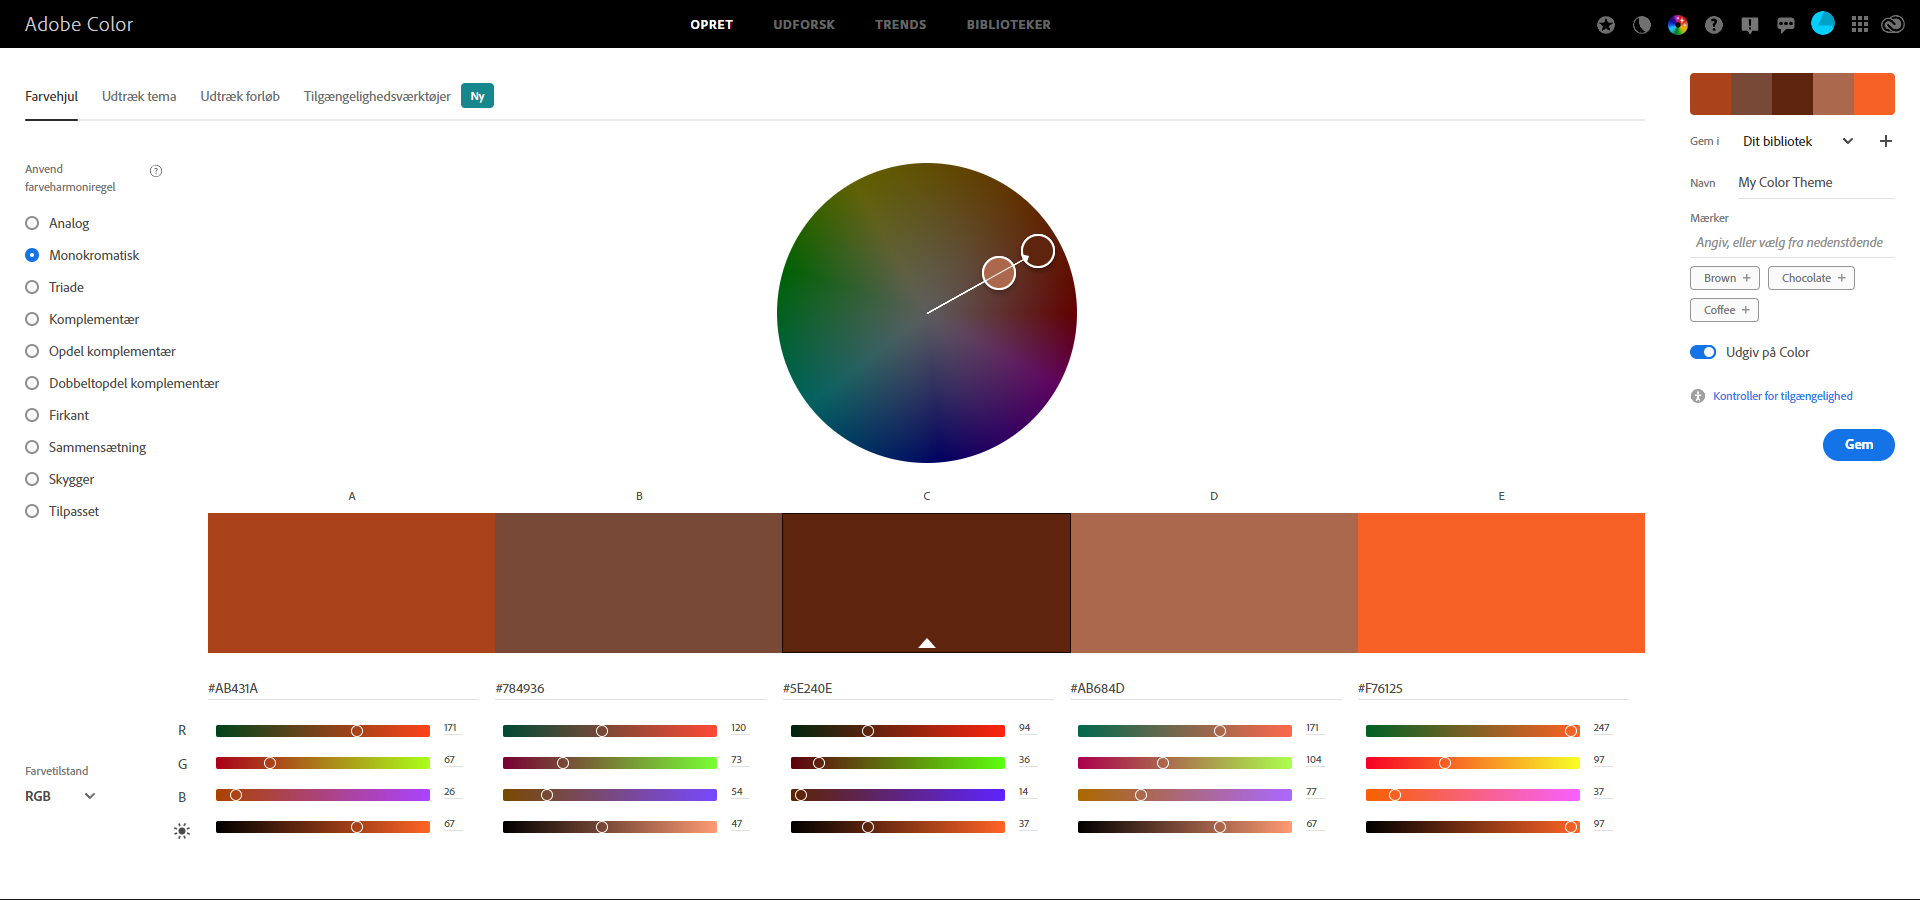 Adobe Color
OPRET UDFORSK TRENDS BIBLIOTEKER
Farvehjul Udtræk tema Udtræk forløb Tilgængelighedsværktøjer Ny
Anvend
farveharmoniregel
?
Analog
Monokromatisk
Triade
Komplementær
Opdel komplementær
Dobbeltopdel komplementær
Firkant
Sammensætning
Skygger
Tilpasset
Gem i Dit bibliotek +
Navn My Color Theme
Mærker
Angiv, eller vælg fra nedenstående
Brown + Chocolate +
Coffee +
Udgiv på Color
Kontroller for tilgængelighed
Gem
A B C D E
#AB431A #784936 #5E240E #AB684D #F76125
R 171 120 94 171 247
G 67 73 36 104 97
B 26 54 14 77 37
67 47 37 67 97
Farvetilstand
RGB